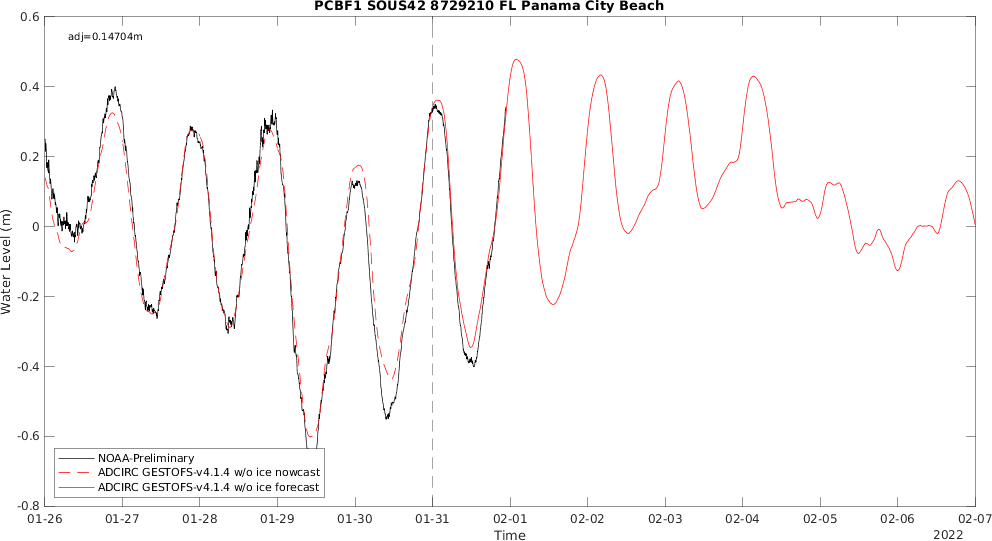 PCBF1 SOUS42 8729210 FL Panama City Beach
adj=0.14704m
0.6
0.4
0.2
0
-0.2
-0.4
-0.6
-0.8
Water Level (m)
NOAA-Preliminary
ADCIRC GESTOFS-v4.1.4 w/o ice nowcast
ADCIRC GESTOFS-v4.1.4 w/o ice forecast
01-26 01-27 01-28 01-29 01-30 01-31 02-01 02-02 02-03 02-04 02-05 02-06 02-07
Time
2022